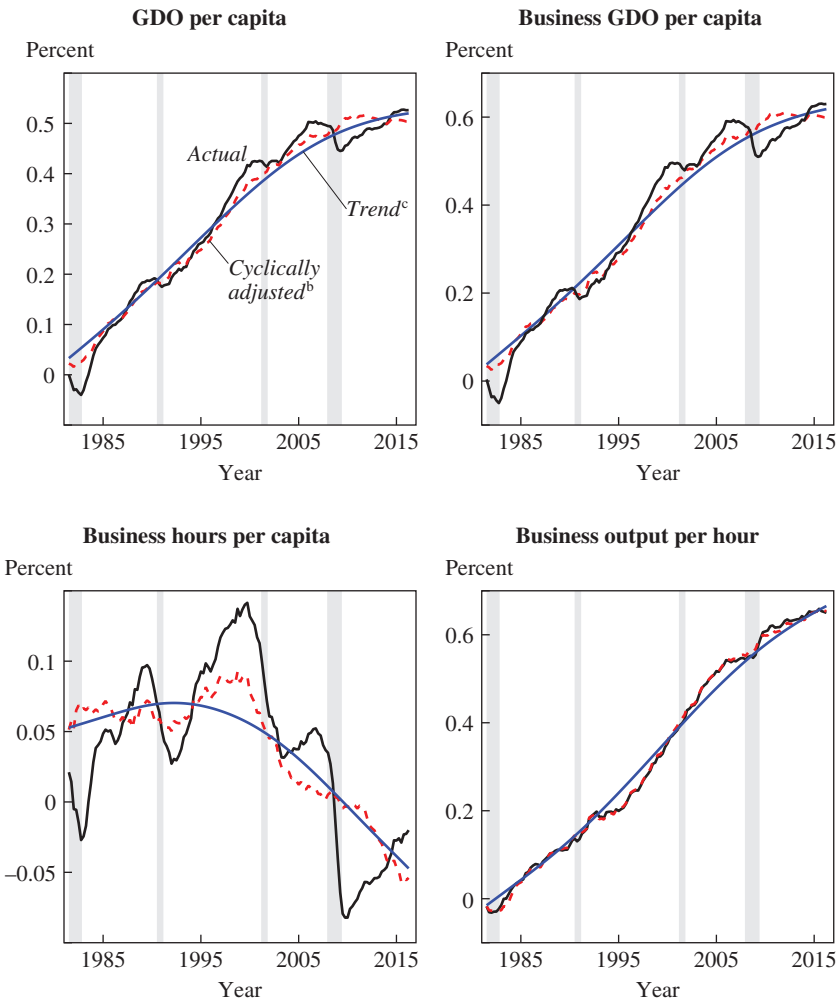 GDO per capita
Percent
0.5
0.4
0.3
0.2
0.1
0
Actual
Trendᶜ
Cyclically
adjustedᵇ
1985 1995 2005 2015
Year
Business GDO per capita
Percent
0.6
0.4
0.2
0
1985 1995 2005 2015
Year
Business hours per capita
Percent
0.1
0.05
0
–0.05
1985 1995 2005 2015
Year
Business output per hour
Percent
0.6
0.4
0.2
0
1985 1995 2005 2015
Year